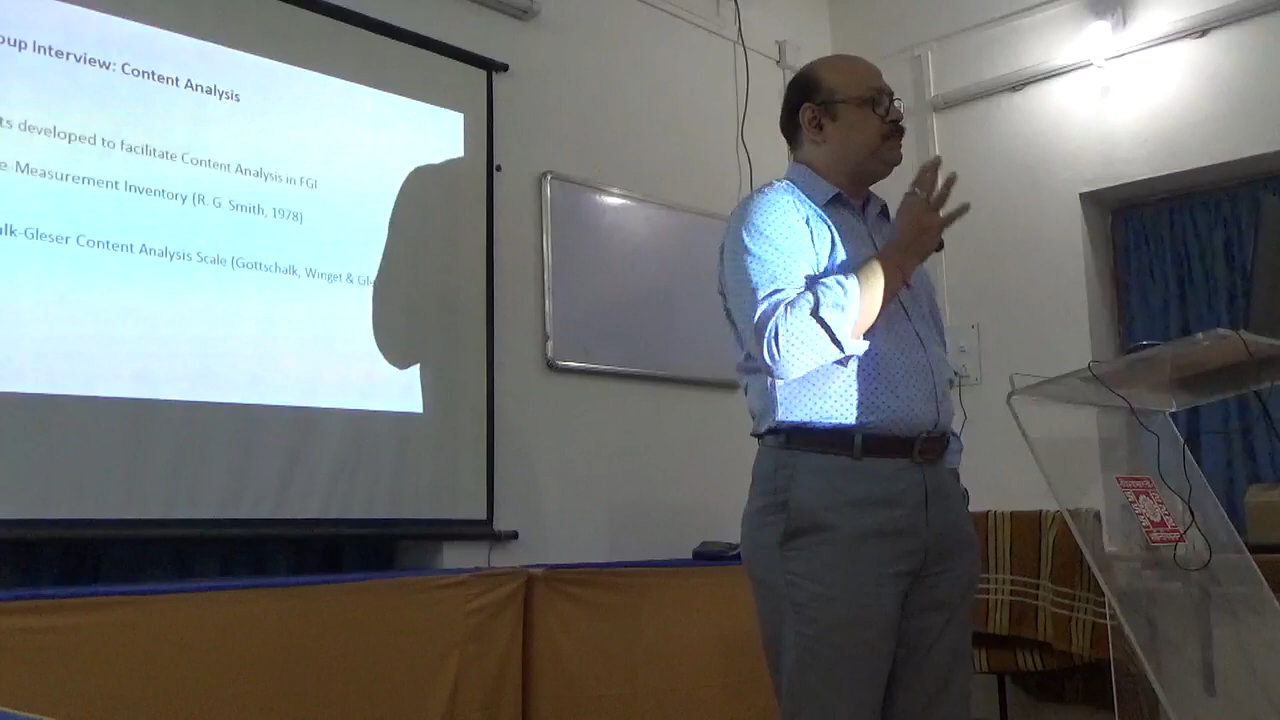 oup Interview: Content Analysis
ts developed to facilitate Content Analysis in FGI
e Measurement Inventory (R. G. Smith, 1978)
alk-Gleser Content Analysis Scale (Gottschalk, Winget & Gl